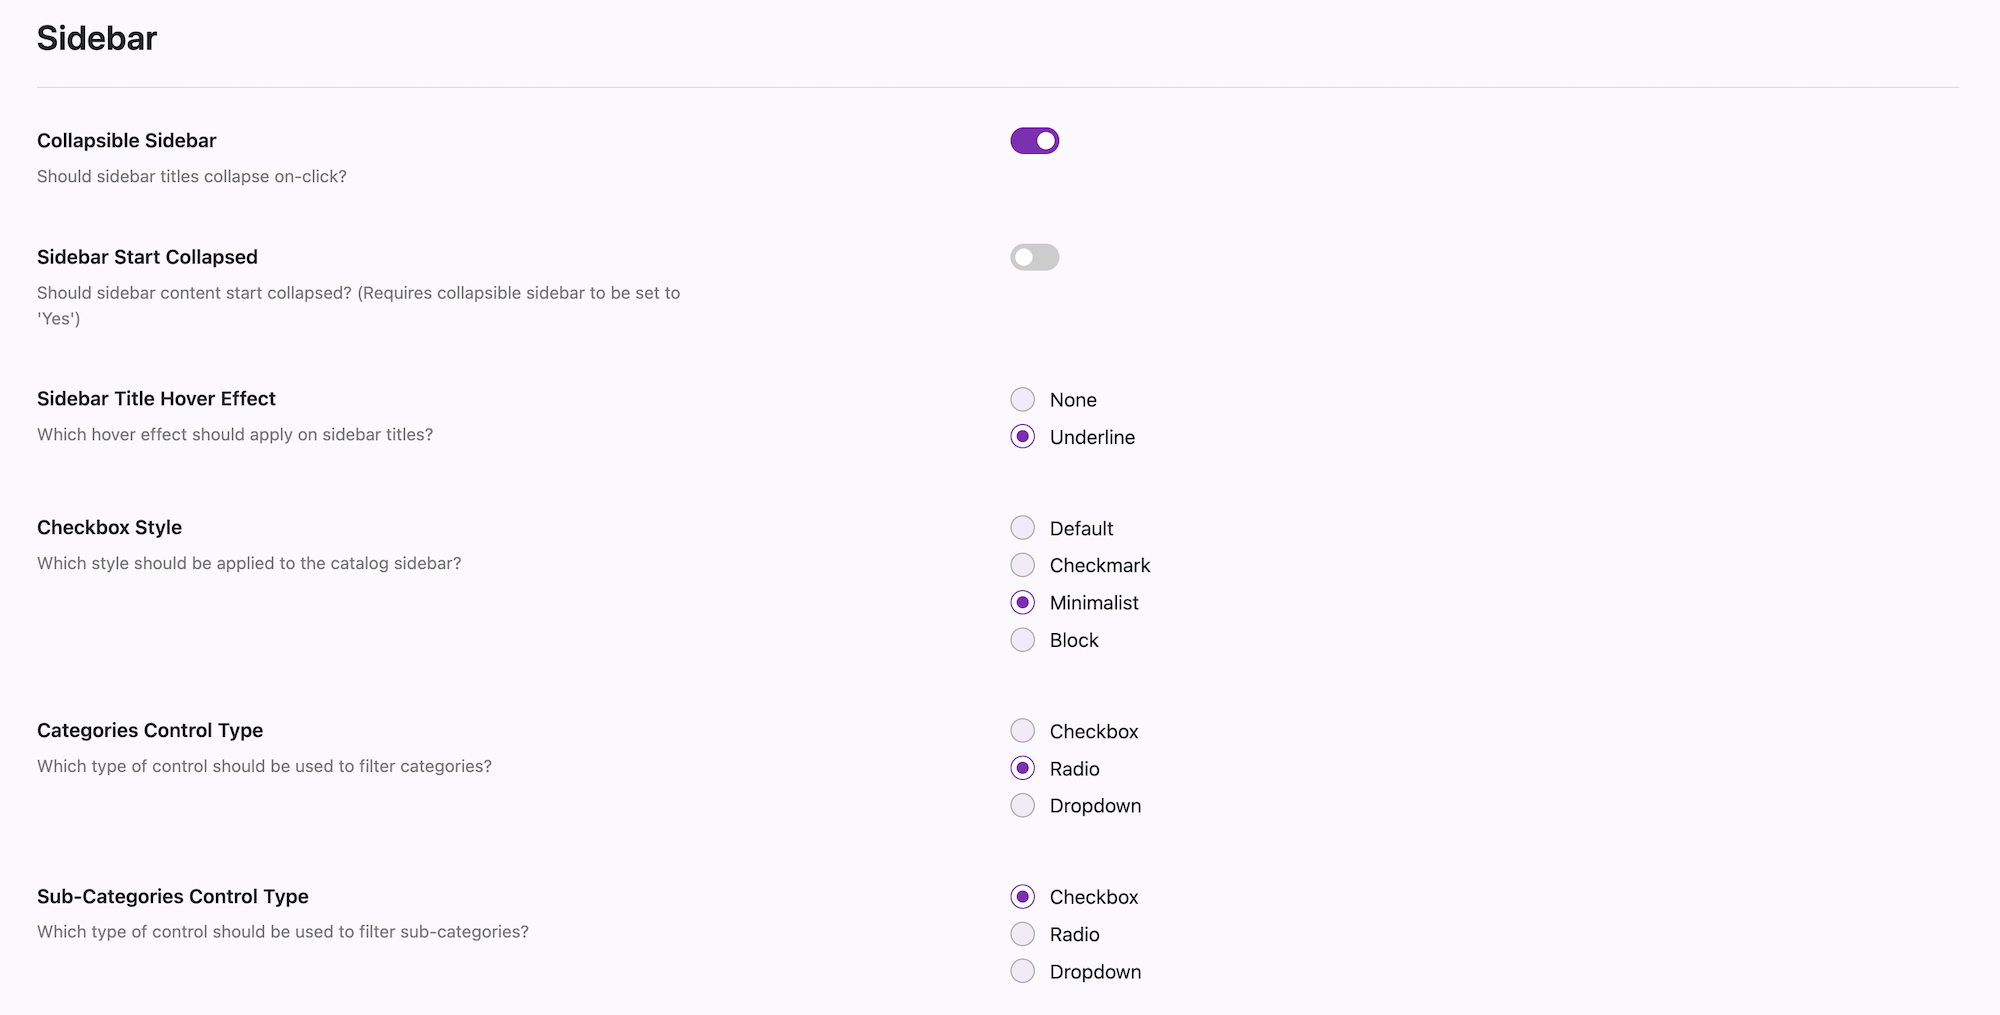 Sidebar
Collapsible Sidebar
Should sidebar titles collapse on-click?
Sidebar Start Collapsed
Should sidebar content start collapsed? (Requires collapsible sidebar to be set to
'Yes')
Sidebar Title Hover Effect
Which hover effect should apply on sidebar titles?
None
Underline
Checkbox Style
Which style should be applied to the catalog sidebar?
Default
Checkmark
Minimalist
Block
Categories Control Type
Which type of control should be used to filter categories?
Checkbox
Radio
Dropdown
Sub-Categories Control Type
Which type of control should be used to filter sub-categories?
Checkbox
Radio
Dropdown